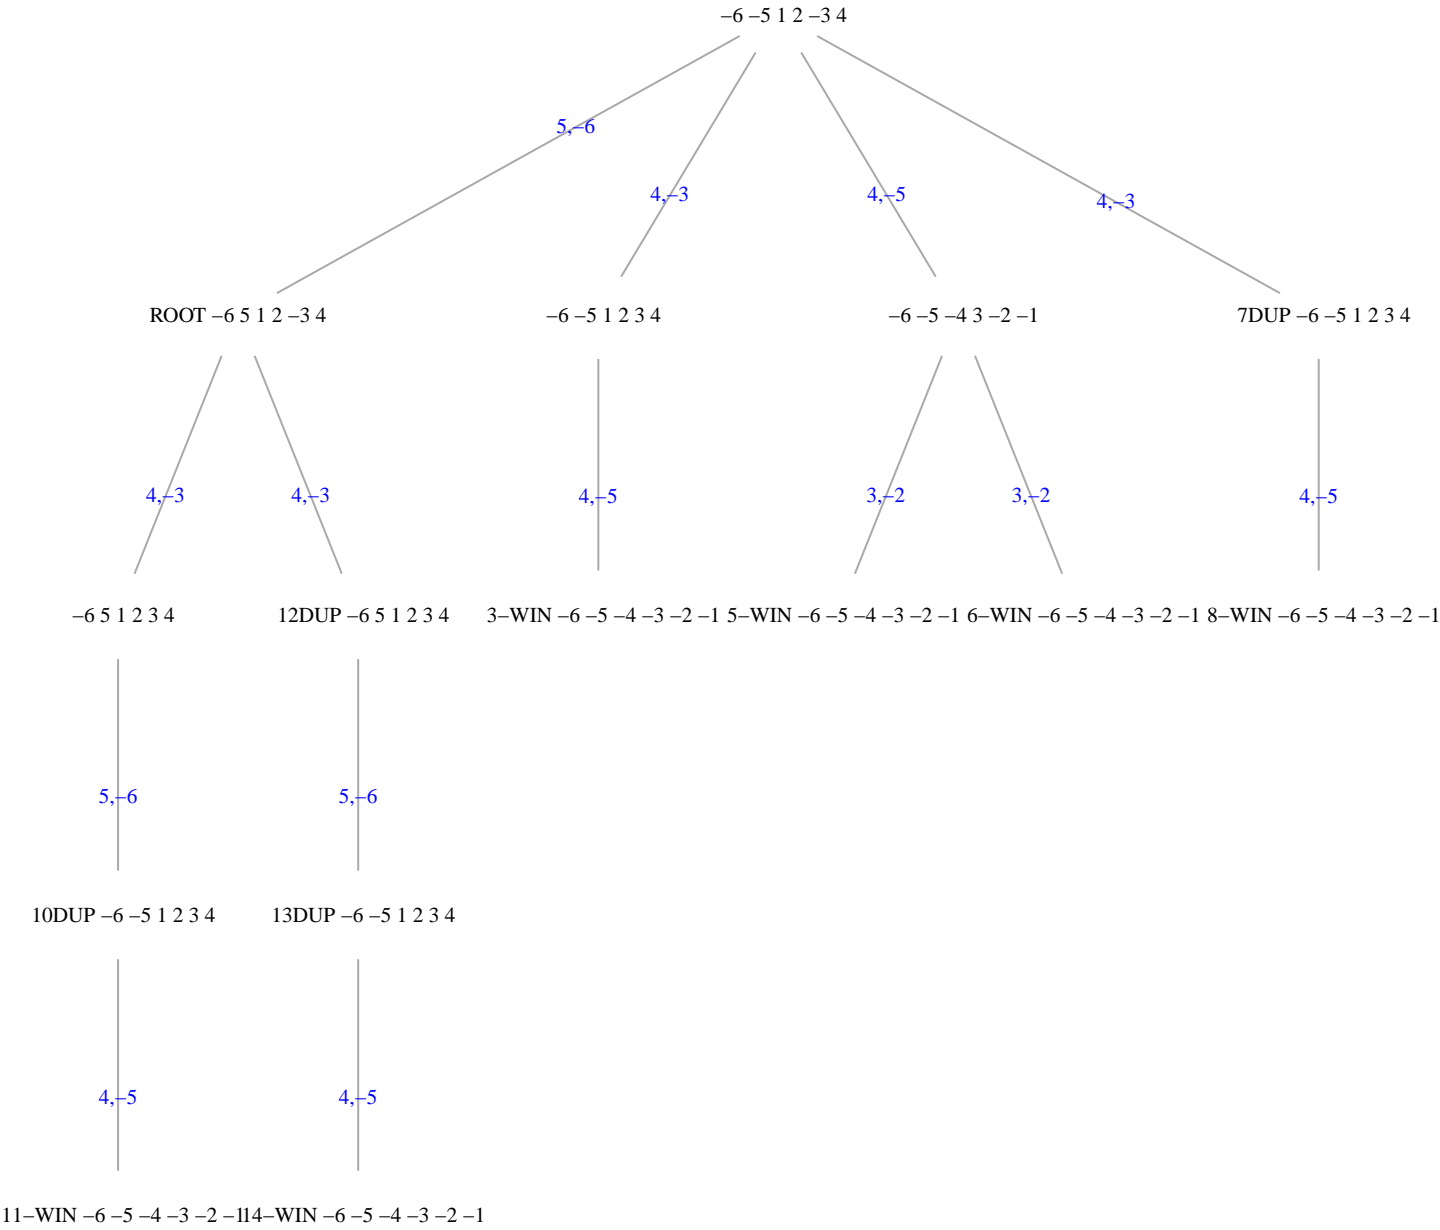 −6 −5 1 2 −3 4
5,−6
4,−3
4,−5
4,−3
ROOT −6 5 1 2 −3 4
−6 −5 1 2 3 4
−6 −5 −4 3 −2 −1
7DUP −6 −5 1 2 3 4
4,−3
4,−3
4,−5
3,−2
3,−2
4,−5
−6 5 1 2 3 4
12DUP −6 5 1 2 3 4
3−WIN −6 −5 −4 −3 −2 −1
5−WIN −6 −5 −4 −3 −2 −1
6−WIN −6 −5 −4 −3 −2 −1
8−WIN −6 −5 −4 −3 −2 −1
5,−6
5,−6
10DUP −6 −5 1 2 3 4
13DUP −6 −5 1 2 3 4
4,−5
4,−5
11−WIN −6 −5 −4 −3 −2 −1
14−WIN −6 −5 −4 −3 −2 −1